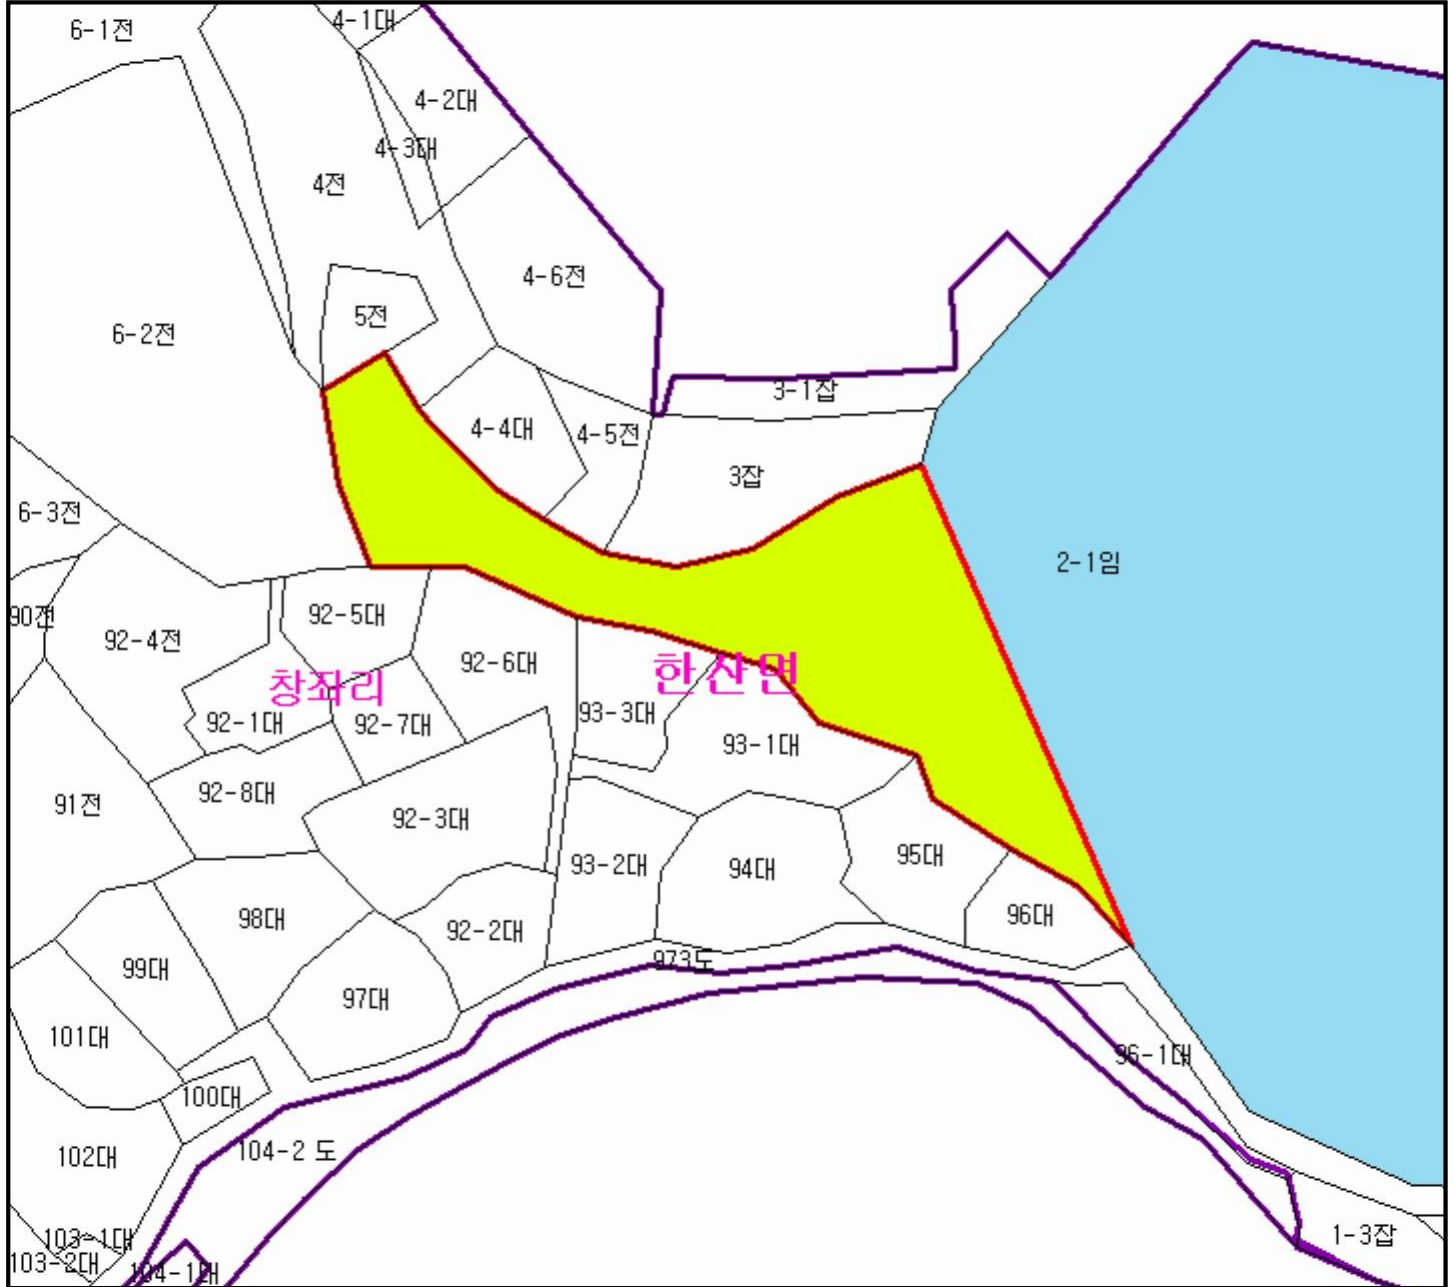 6-1전
4-1대
4-2대
4-3대
4전
4-6전
5전
6-2전
3-1잡
4-4대
4-5전
3잡
6-3전
2-1임
90전
92-5대
92-4전
92-6대
창좌리
한산면
92-1대
92-7대
93-3대
93-1대
92-8대
91전
92-3대
93-2대
94대
95대
96대
98대
92-2대
973도
99대
97대
101대
96-1대
100대
102대
104-2 도
103-1대
1-3잡
103-2대
104-1대